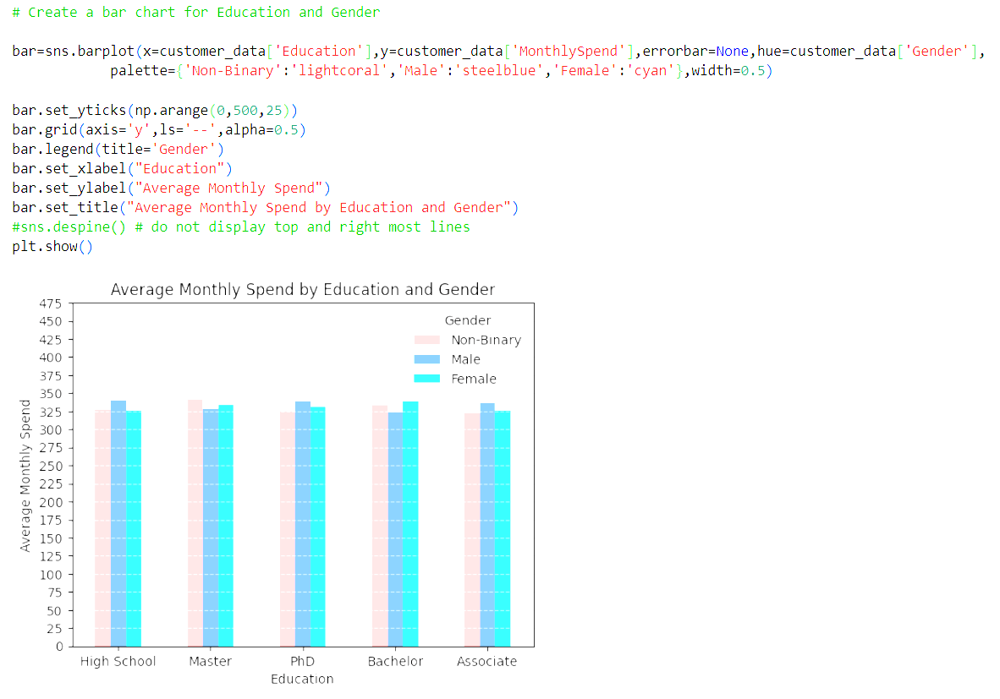 # Create a bar chart for Education and Gender
bar=sns.barplot(x=customer_data['Education'],y=customer_data['MonthlySpend'],errorbar=None,hue=customer_data['Gender'],
palette={'Non-Binary':'lightcoral','Male':'steelblue','Female':'cyan'},width=0.5)
bar.set_yticks(np.arange(0,500,25))
bar.grid(axis='y',ls='--',alpha=0.5)
bar.legend(title='Gender')
bar.set_xlabel("Education")
bar.set_ylabel("Average Monthly Spend")
bar.set_title("Average Monthly Spend by Education and Gender")
#sns.despine() # do not display top and right most lines
plt.show()
Average Monthly Spend by Education and Gender
475
450
425
400
375
350
325
300
275
250
225
200
175
150
125
100
75
50
25
0
Average Monthly Spend
Gender
Non-Binary
Male
Female
High School Master PhD Bachelor Associate
Education